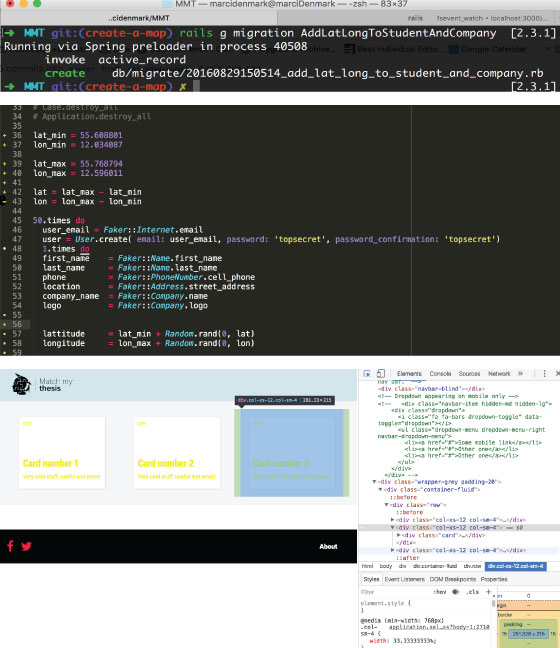 MMT — marcidenmark@marciDenmark — -zsh — 83×37
..cidenmark/MMT
rails
fsevent_watch • localhost:3000...
➜ MMT git:(create-a-map) rails g migration AddLatLongToStudentAndCompany [2.3.1]
Running via Spring preloader in process 40508
invoke active_record
create db/migrate/20160829150514_add_lat_long_to_student_and_company.rb
➜ MMT git:(create-a-map) ✗ [2.3.1]
33 # Case.destroy_all
34 # Application.destroy_all
35
36 lat_min = 55.608801
37 lon_min = 12.034087
38
39 lat_max = 55.768794
40 lon_max = 12.596011
41
42 lat = lat_max - lat_min
43 lon = lon_max - lon_min
44
45 50.times do
46 user_email = Faker::Internet.email
47 user = User.create( email: user_email, password: 'topsecret', password_confirmation: 'topsecret')
48 1.times do
49 first_name = Faker::Name.first_name
50 last_name = Faker::Name.last_name
51 phone = Faker::PhoneNumber.cell_phone
52 location = Faker::Address.street_address
53 company_name = Faker::Company.name
54 logo = Faker::Company.logo
55
56
57 lattitude = lat_min + Random.rand(0, lat)
58 longitude = lon_max + Random.rand(0, lon)
59
Match my
thesis
div.col-xs-12.col-sm-4 | 281.33 × 215
Card number 1
Very cool stuff, useful and smart
Card number 2
Very cool stuff, useful and smart
Card number 3
Very cool stuff, useful and smart
About
Elements Console Sources Network »
nav-bar">
<div class="navbar-blind"></div>
<!-- Dropdown appearing on mobile only -->
<!-- <div class="navbar-item hidden-md hidden-lg">
<div class="dropdown">
<i class="fa fa-bars dropdown-toggle" data-
toggle="dropdown"></i>
<ul class="dropdown-menu dropdown-menu-right
navbar-dropdown-menu">
<li><a href="#">Some mobile link</a></li>
<li><a href="#">Other one</a></li>
<li><a href="#">Other one</a></li>
</ul>
</div>
</div> -->
<div class="wrapper-grey padding-20">
<div class="container-fluid">
::before
<div class="row">
::before
<div class="col-xs-12 col-sm-4">…</div>
<div class="col-xs-12 col-sm-4"> == $0
<div class="card">…</div>
</div>
<div class="col-xs-12 col-sm-4">…</div>
::after
html body div div.container-fluid div.row div.col-xs-12.col-sm-4
Styles Event Listeners DOM Breakpoints Properties
Filter :hov .cls +
element.style {
}
@media (min-width: 768px)
.col- application.sel…ss?body=1:2710
sm-4 {
width: 33.33333333%;
border
padding
15
15